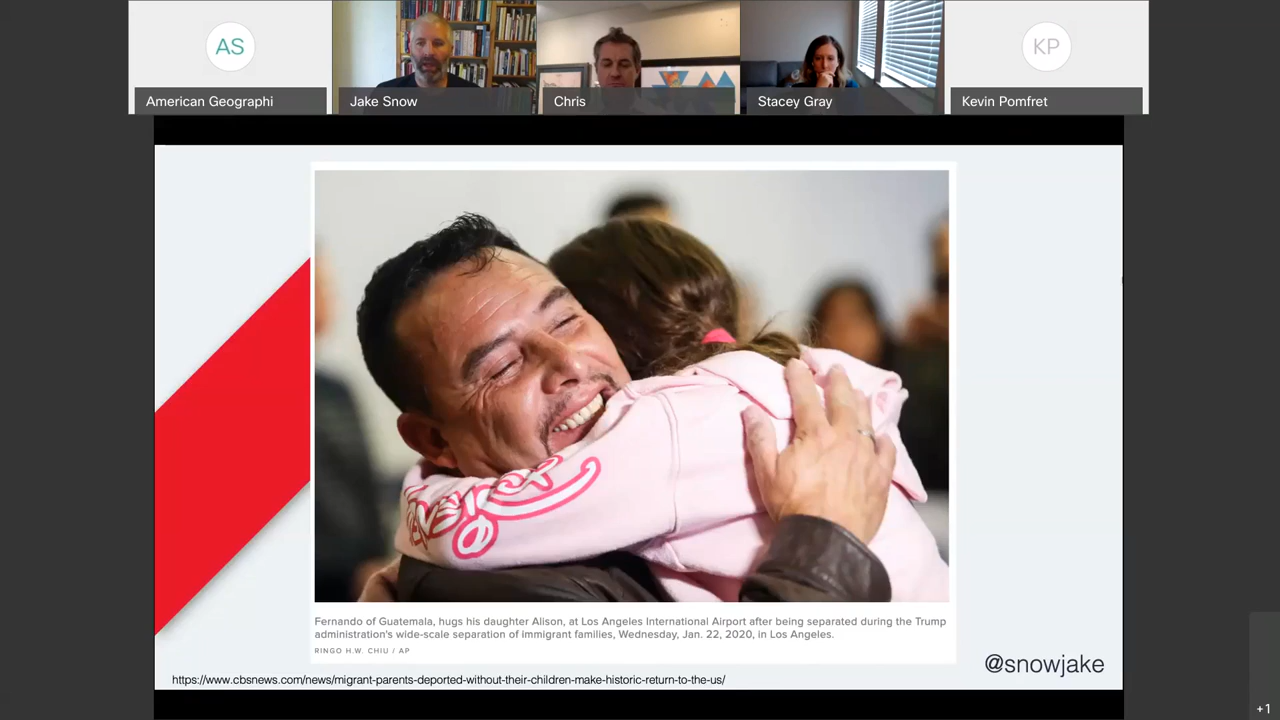 AS
KP
American Geographi
Jake Snow
Chris
Stacey Gray
Kevin Pomfret
Fernando of Guatemala, hugs his daughter Alison, at Los Angeles International Airport after being separated during the Trump
administration's wide-scale separation of immigrant families, Wednesday, Jan. 22, 2020, in Los Angeles.
RINGO H.W. CHIU / AP
@snowjake
https://www.cbsnews.com/news/migrant-parents-deported-without-their-children-make-historic-return-to-the-us/
+1